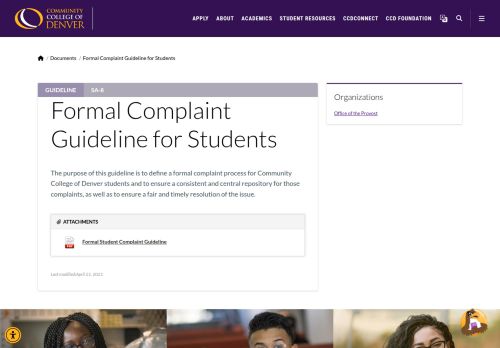 COMMUNITY
COLLEGE OF
DENVER
APPLY ABOUT ACADEMICS STUDENT RESOURCES CCDCONNECT CCD FOUNDATION
/ Documents / Formal Complaint Guideline for Students
GUIDELINE SA-8
Formal Complaint
Guideline for Students
The purpose of this guideline is to define a formal complaint process for Community
College of Denver students and to ensure a consistent and central repository for those
complaints, as well as to ensure a fair and timely resolution of the issue.
ATTACHMENTS
PDF
Formal Student Complaint Guideline
Last modified April 21, 2021
Organizations
Office of the Provost